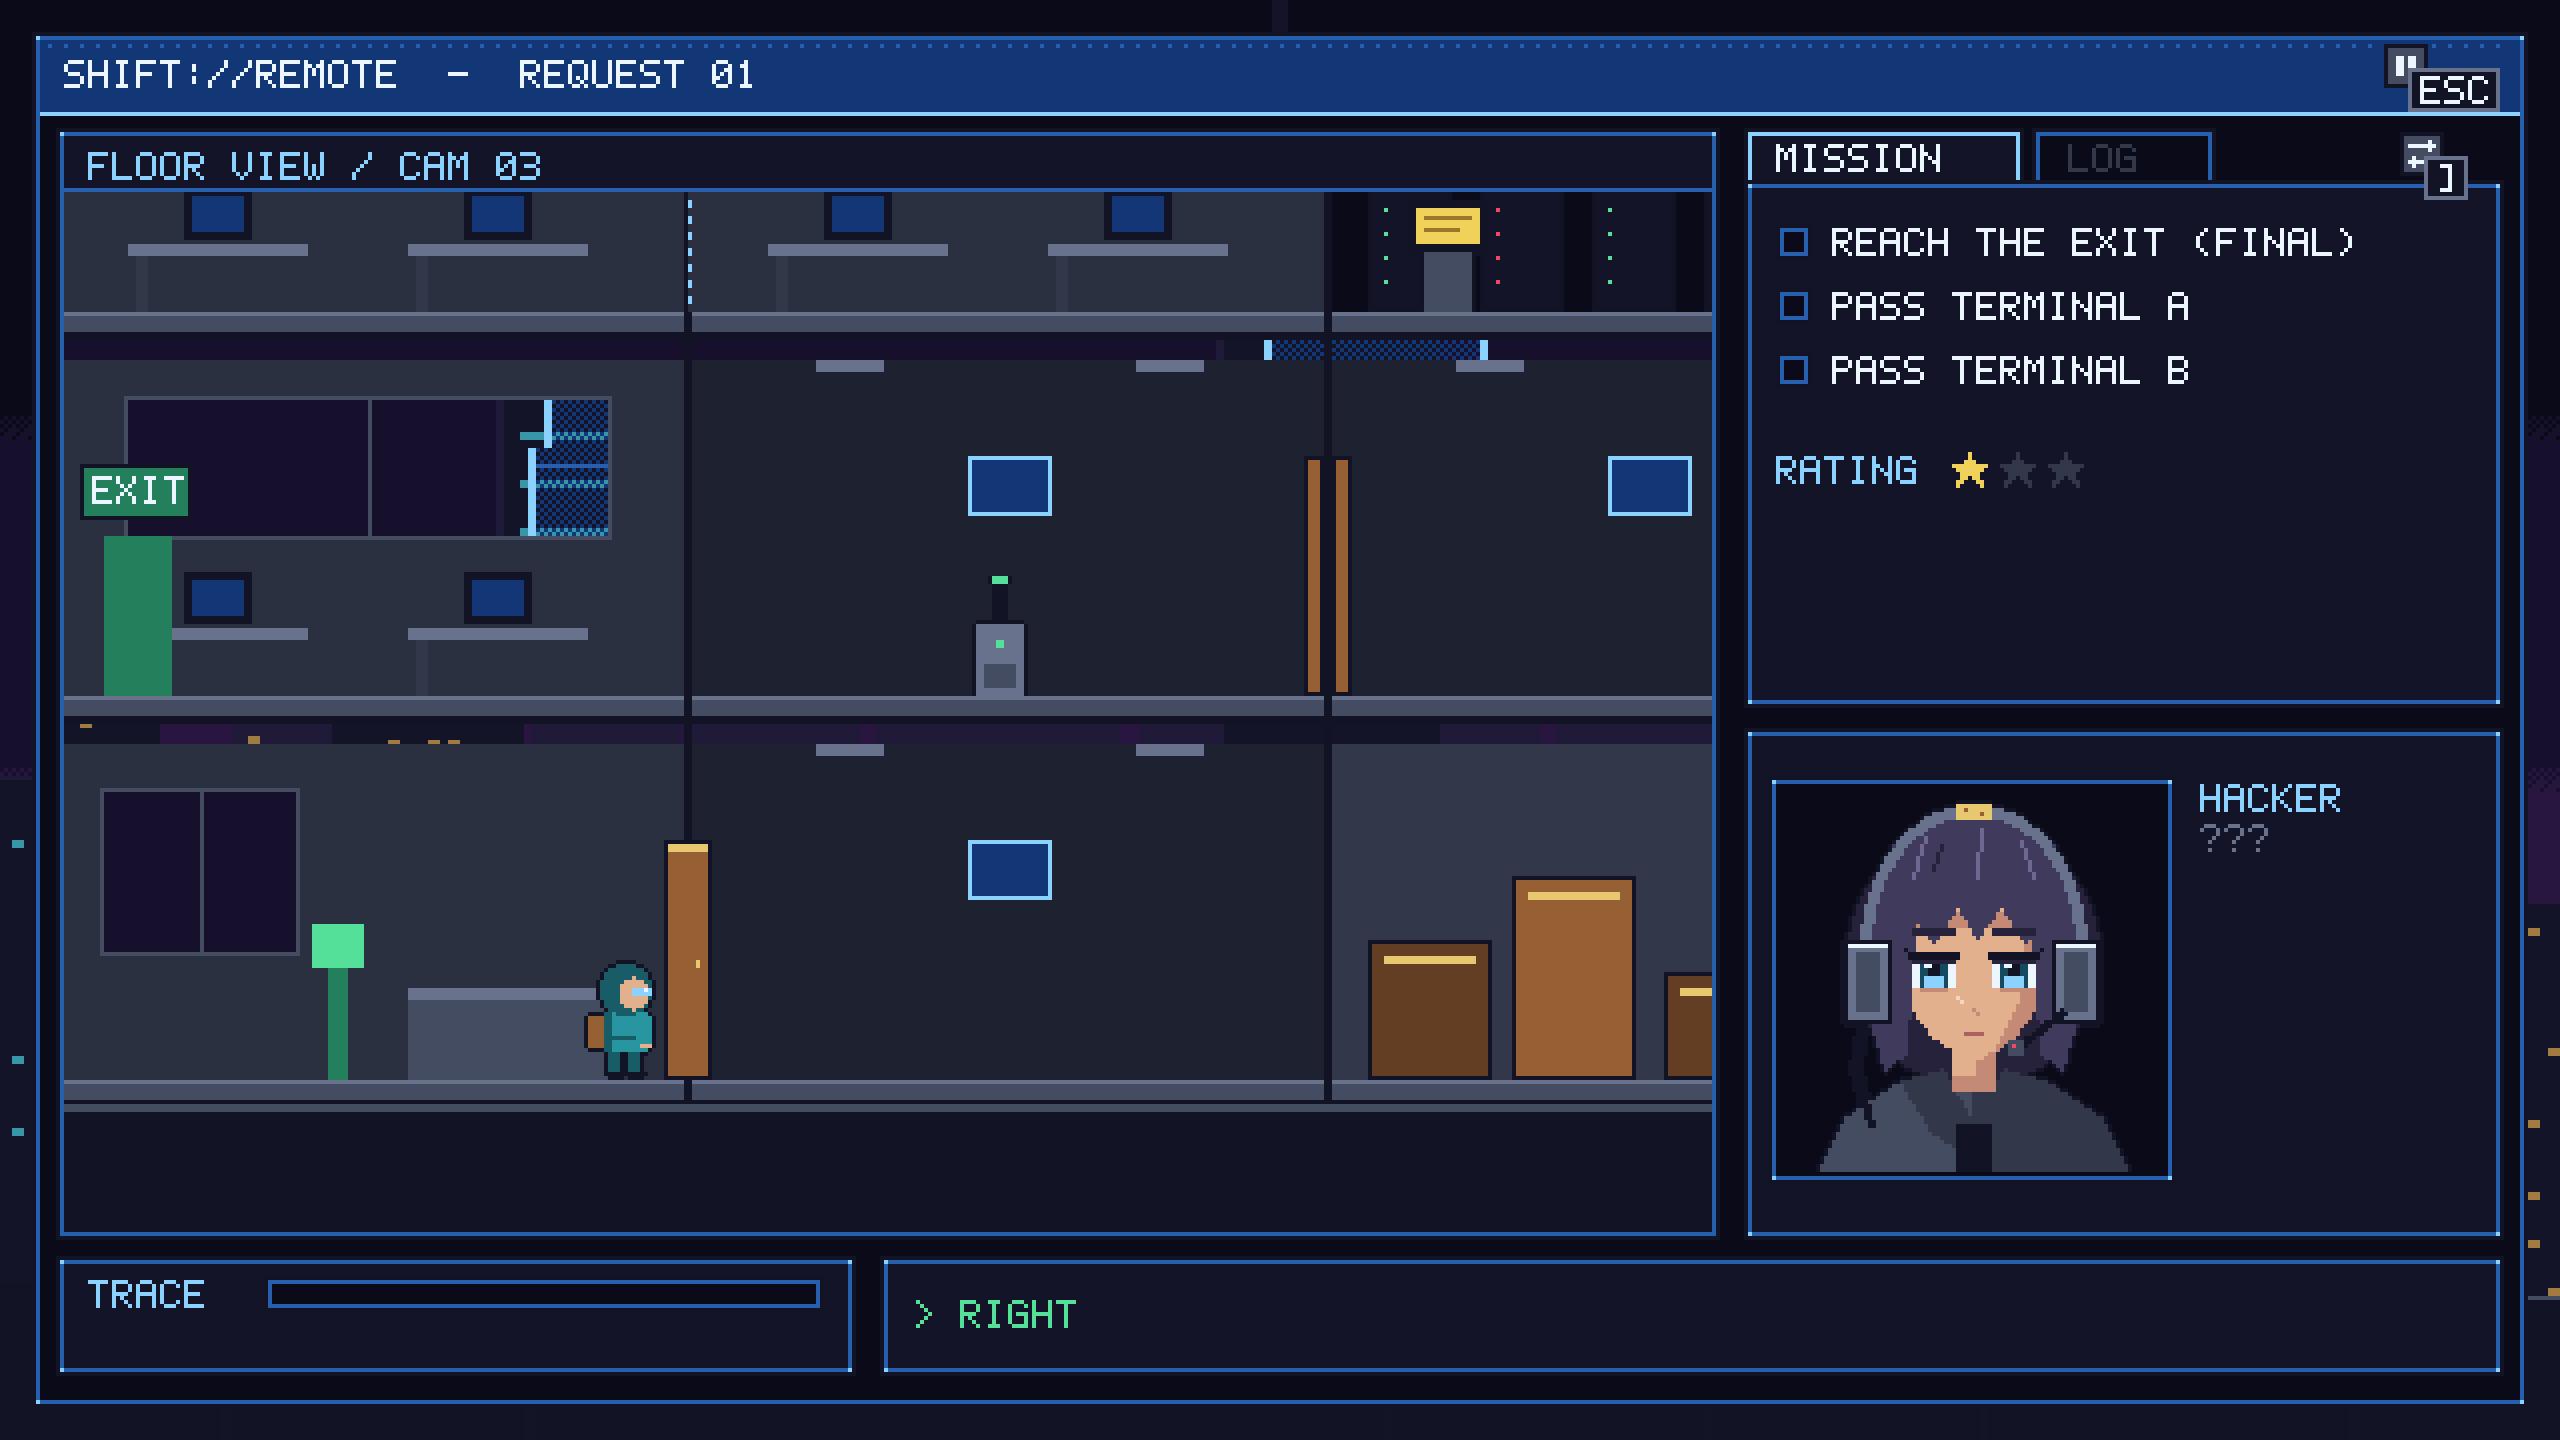 SHIFT://REMOTE - REQUEST 01
ESC
FLOOR VIEW / CAM 03
EXIT
MISSION
LOG
]
REACH THE EXIT (FINAL)
PASS TERMINAL A
PASS TERMINAL B
RATING
HACKER
???
TRACE
> RIGHT